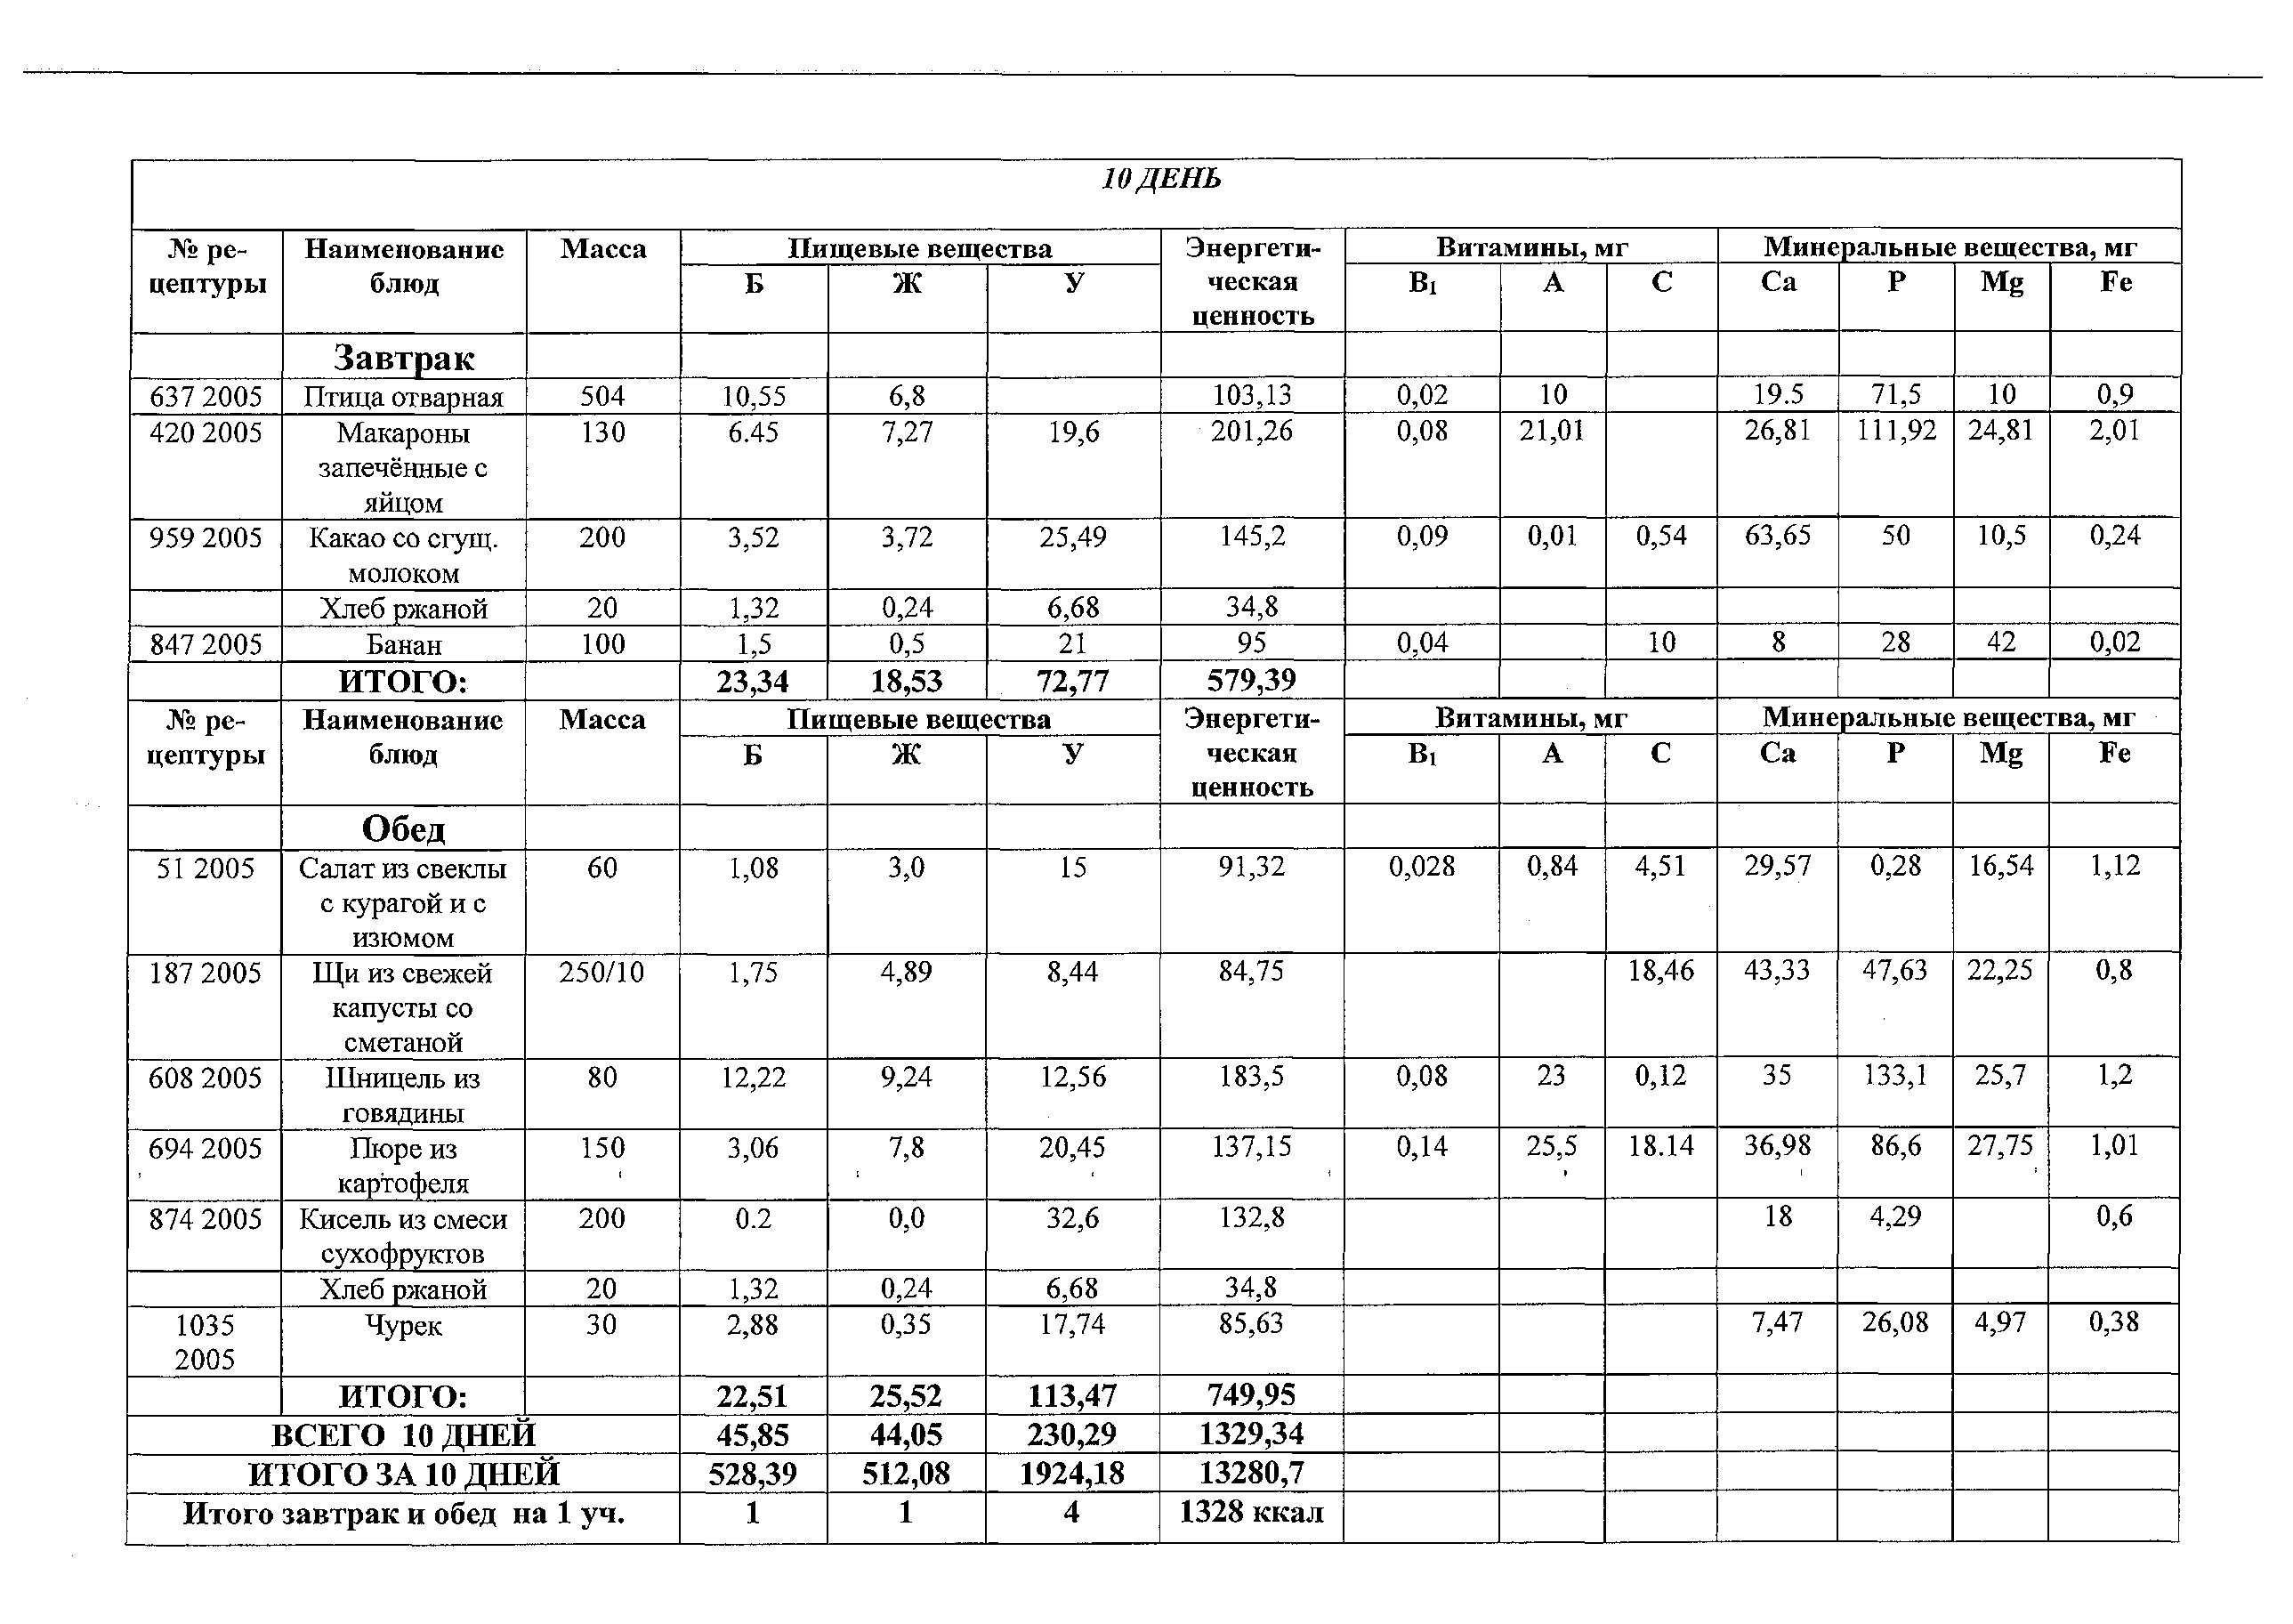 10 ДЕНЬ
№ ре- Наименование Масса Пищевые вещества Энергети- Витамины, мг Минеральные вещества, мг
цептуры блюд Б Ж У ческая B1 А С Ca P Mg Fe
ценность
Завтрак
637 2005 Птица отварная 504 10,55 6,8 103,13 0,02 10 19.5 71,5 10 0,9
420 2005 Макароны 130 6.45 7,27 19,6 201,26 0,08 21,01 26,81 111,92 24,81 2,01
запечённые с
яйцом
959 2005 Какао со сгущ. 200 3,52 3,72 25,49 145,2 0,09 0,01 0,54 63,65 50 10,5 0,24
молоком
Хлеб ржаной 20 1,32 0,24 6,68 34,8
847 2005 Банан 100 1,5 0,5 21 95 0,04 10 8 28 42 0,02
ИТОГО: 23,34 18,53 72,77 579,39
№ ре- Наименование Масса Пищевые вещества Энергети- Витамины, мг Минеральные вещества, мг
цептуры блюд Б Ж У ческая B1 А С Ca P Mg Fe
ценность
Обед
51 2005 Салат из свеклы 60 1,08 3,0 15 91,32 0,028 0,84 4,51 29,57 0,28 16,54 1,12
с курагой и с
изюмом
187 2005 Щи из свежей 250/10 1,75 4,89 8,44 84,75 18,46 43,33 47,63 22,25 0,8
капусты со
сметаной
608 2005 Шницель из 80 12,22 9,24 12,56 183,5 0,08 23 0,12 35 133,1 25,7 1,2
говядины
694 2005 Пюре из 150 3,06 7,8 20,45 137,15 0,14 25,5 18.14 36,98 86,6 27,75 1,01
картофеля
874 2005 Кисель из смеси 200 0.2 0,0 32,6 132,8 18 4,29 0,6
сухофруктов
Хлеб ржаной 20 1,32 0,24 6,68 34,8
1035 Чурек 30 2,88 0,35 17,74 85,63 7,47 26,08 4,97 0,38
2005
ИТОГО: 22,51 25,52 113,47 749,95
ВСЕГО 10 ДНЕЙ 45,85 44,05 230,29 1329,34
ИТОГО ЗА 10 ДНЕЙ 528,39 512,08 1924,18 13280,7
Итого завтрак и обед на 1 уч. 1 1 4 1328 ккал